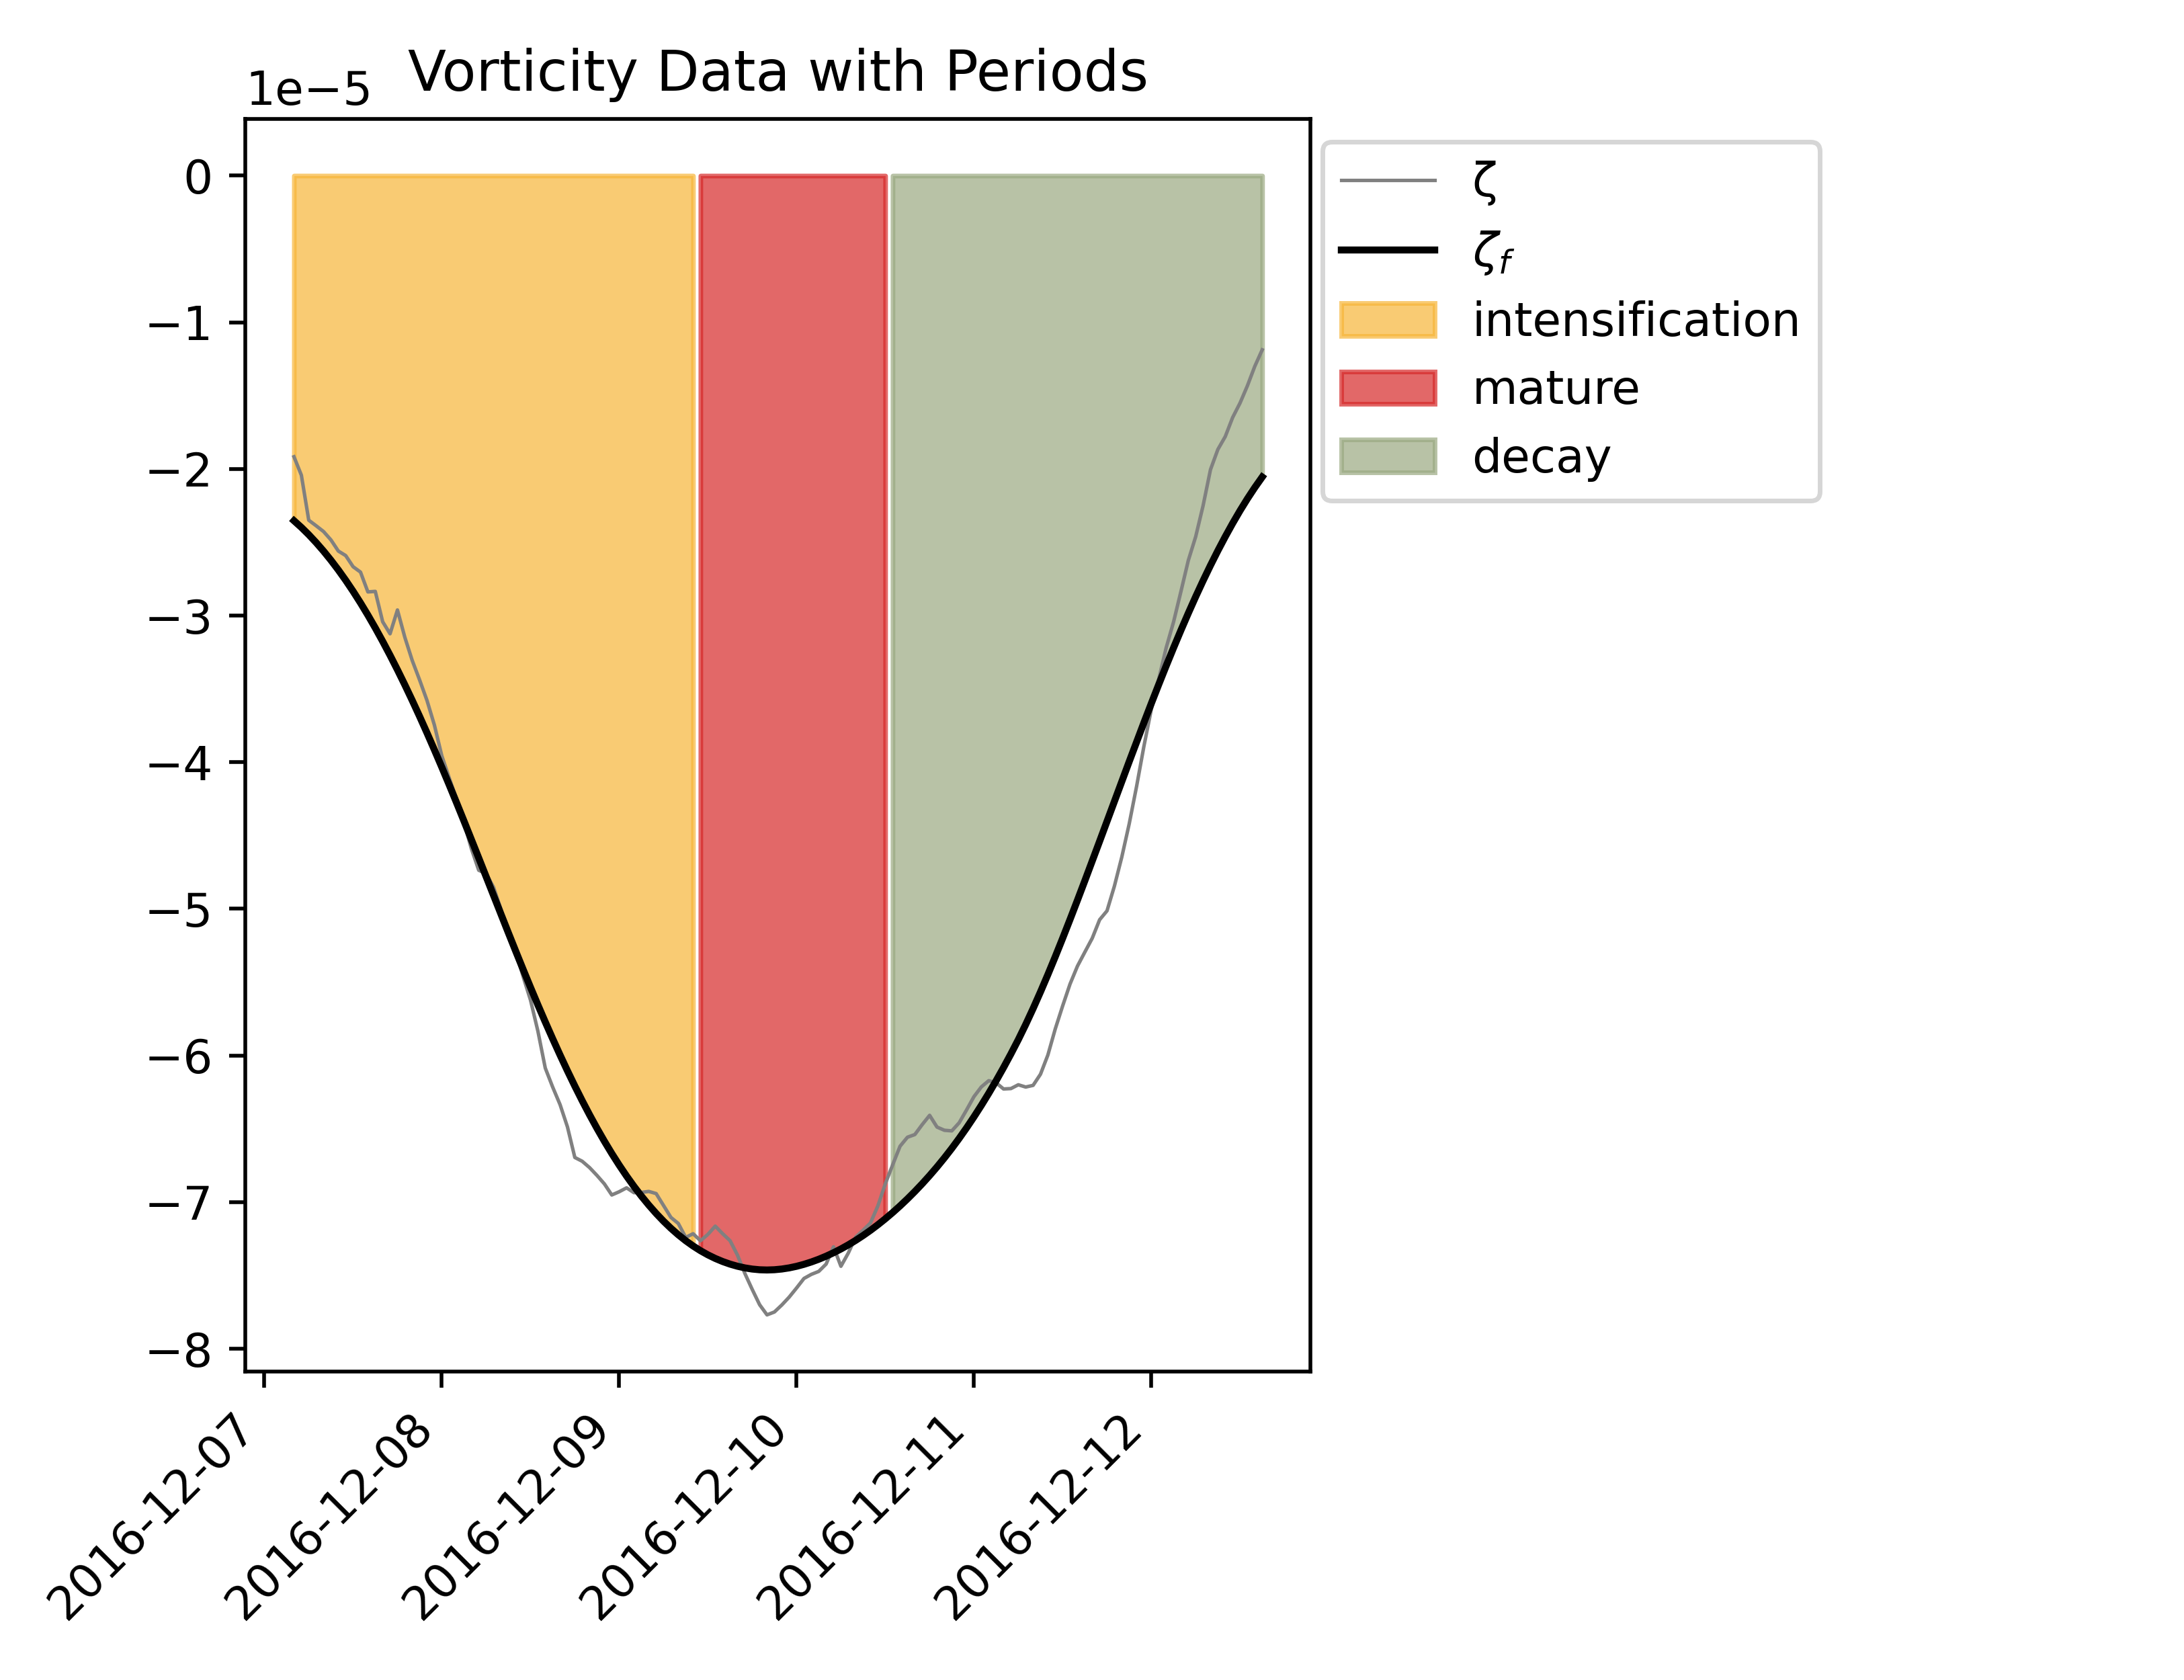 Vorticity Data with Periods
1e−5
0
−1
−2
−3
−4
−5
−6
−7
−8
2016-12-07
2016-12-08
2016-12-09
2016-12-10
2016-12-11
2016-12-12
ζ
ζf
intensification
mature
decay